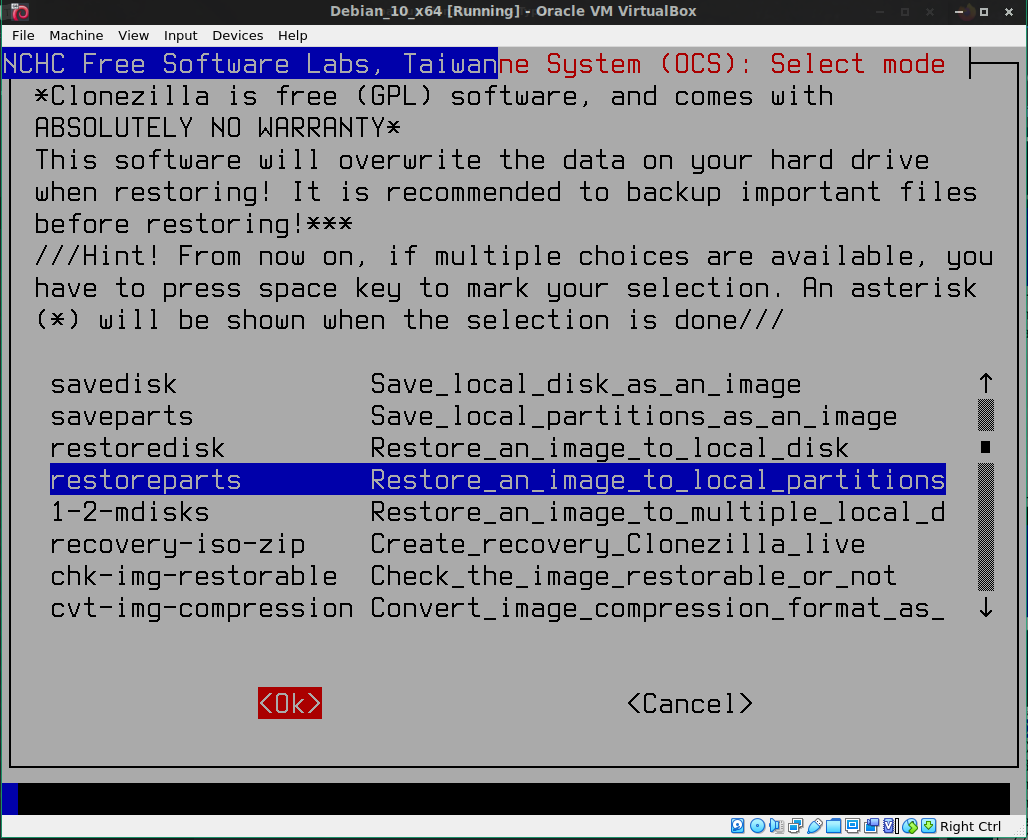 Debian_10_x64 [Running] - Oracle VM VirtualBox
File Machine View Input Devices Help
NCHC Free Software Labs, Taiwanne System (OCS): Select mode
*Clonezilla is free (GPL) software, and comes with
ABSOLUTELY NO WARRANTY*
This software will overwrite the data on your hard drive
when restoring! It is recommended to backup important files
before restoring!***
///Hint! From now on, if multiple choices are available, you
have to press space key to mark your selection. An asterisk
(*) will be shown when the selection is done///
savedisk Save_local_disk_as_an_image
saveparts Save_local_partitions_as_an_image
restoredisk Restore_an_image_to_local_disk
restoreparts Restore_an_image_to_local_partitions
1-2-mdisks Restore_an_image_to_multiple_local_d
recovery-iso-zip Create_recovery_Clonezilla_live
chk-img-restorable Check_the_image_restorable_or_not
cvt-img-compression Convert_image_compression_format_as_
<Ok> <Cancel>
Right Ctrl